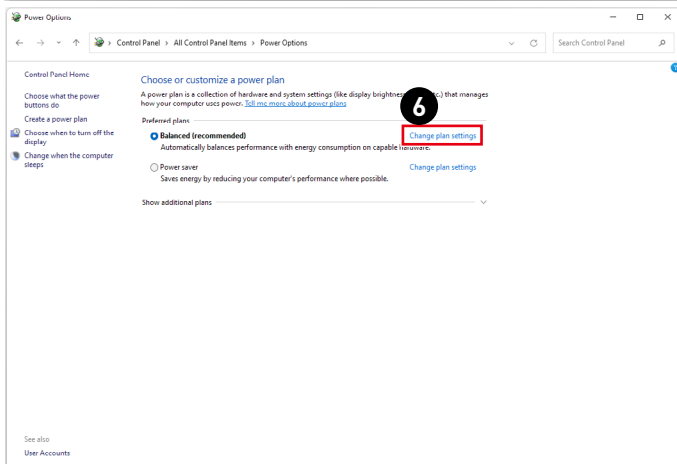 Power Options
Control Panel > All Control Panel Items > Power Options
Search Control Panel
?
Control Panel Home
Choose what the power
buttons do
Create a power plan
Choose when to turn off the
display
Change when the computer
sleeps
Choose or customize a power plan
A power plan is a collection of hardware and system settings (like display brightness, etc.) that manages
how your computer uses power. Tell me more about power plans
6
Preferred plans
Balanced (recommended)
Change plan settings
Automatically balances performance with energy consumption on capable hardware.
Power saver
Change plan settings
Saves energy by reducing your computer's performance where possible.
Show additional plans
See also
User Accounts